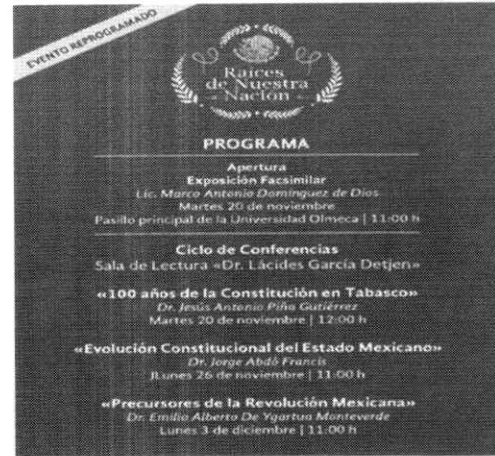 EVENTO REPROGRAMADO
Raíces
de Nuestra
Nación
PROGRAMA
Apertura
Exposición Facsimilar
Lic. Marco Antonio Domínguez de Dios
Martes 20 de noviembre
Pasillo principal de la Universidad Olmeca | 11:00 h
Ciclo de Conferencias
Sala de Lectura «Dr. Lácides García Detjen»
«100 años de la Constitución en Tabasco»
Dr. Jesús Antonio Piña Gutiérrez
Martes 20 de noviembre | 12:00 h
«Evolución Constitucional del Estado Mexicano»
Dr. Jorge Abdó Francis
JLunes 26 de noviembre | 11:00 h
«Precursores de la Revolución Mexicana»
Dr. Emilio Alberto De Ygartua Monteverde
Lunes 3 de diciembre | 11:00 h